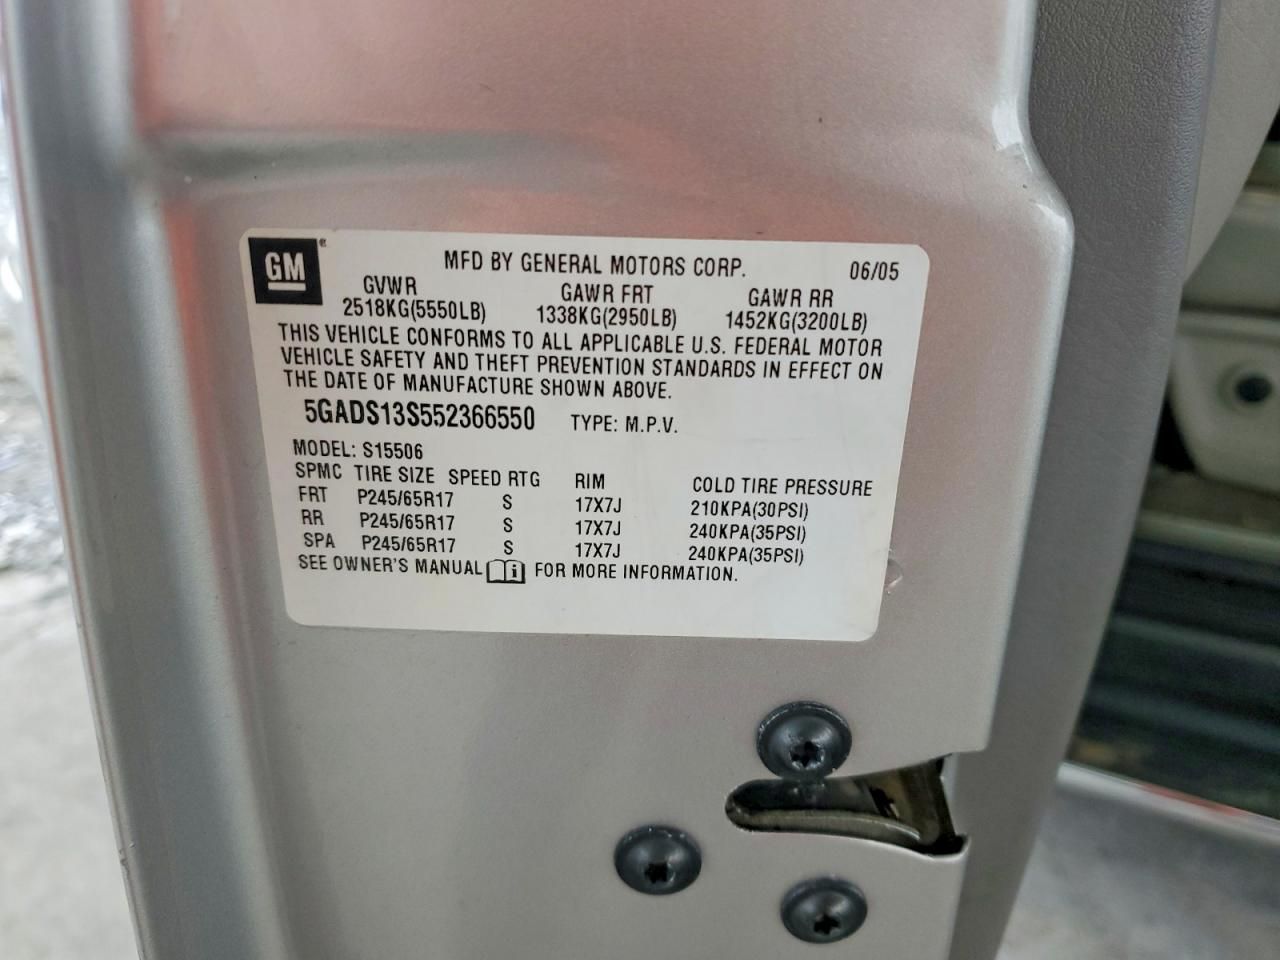 GM ®
MFD BY GENERAL MOTORS CORP. 06/05
GVWR GAWR FRT GAWR RR
2518KG(5550LB) 1338KG(2950LB) 1452KG(3200LB)
THIS VEHICLE CONFORMS TO ALL APPLICABLE U.S. FEDERAL MOTOR
VEHICLE SAFETY AND THEFT PREVENTION STANDARDS IN EFFECT ON
THE DATE OF MANUFACTURE SHOWN ABOVE.
5GADS13S552366550 TYPE: M.P.V.
MODEL: S15506
SPMC TIRE SIZE SPEED RTG RIM COLD TIRE PRESSURE
FRT P245/65R17 S 17X7J 210KPA(30PSI)
RR P245/65R17 S 17X7J 240KPA(35PSI)
SPA P245/65R17 S 17X7J 240KPA(35PSI)
SEE OWNER'S MANUAL i FOR MORE INFORMATION.